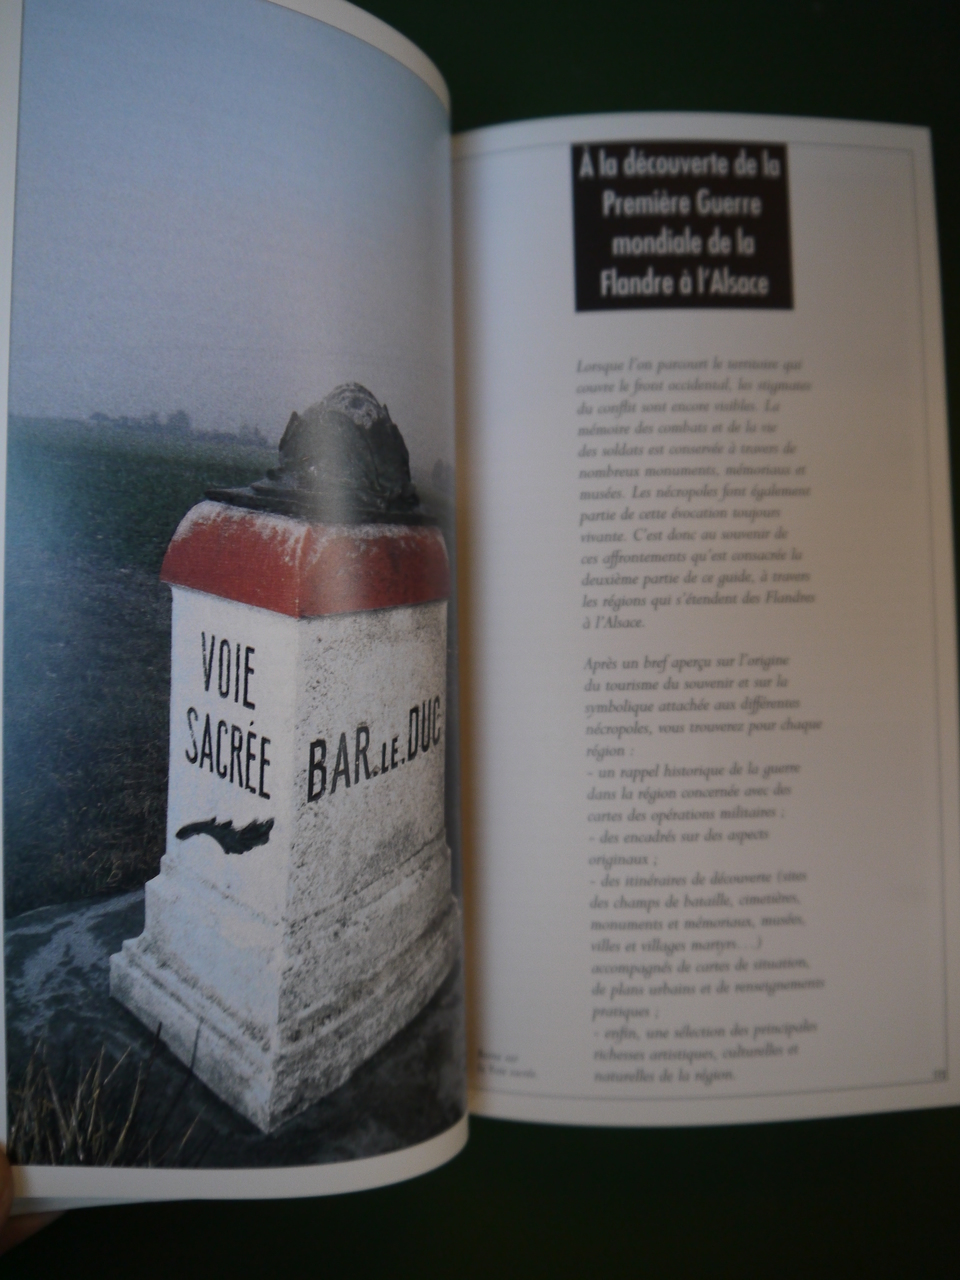 VOIE
SACRÉE
BAR.LE.DUC
À la découverte de la
Première Guerre
mondiale de la
Flandre à l'Alsace
Lorsque l'on parcourt le territoire qui
couvre le front occidental, les stigmates
du conflit sont encore visibles. La
mémoire des combats et de la vie
des soldats est conservée à travers de
nombreux monuments, mémoriaux et
musées. Les nécropoles font également
partie de cette évocation toujours
vivante. C'est donc au souvenir de
ces affrontements qu'est consacrée la
deuxième partie de ce guide, à travers
les régions qui s'étendent des Flandres
à l'Alsace.
Après un bref aperçu sur l'origine
du tourisme du souvenir et sur la
symbolique attachée aux différentes
nécropoles, vous trouverez pour chaque
région :
- un rappel historique de la guerre
dans la région concernée avec des
cartes des opérations militaires ;
- des encadrés sur des aspects
originaux ;
- des itinéraires de découverte (sites
des champs de bataille, cimetières,
monuments et mémoriaux, musées,
villes et villages martyrs…)
accompagnés de cartes de situation,
de plans urbains et de renseignements
pratiques ;
- enfin, une sélection des principales
richesses artistiques, culturelles et
naturelles de la région.
Borne sur
la Voie sacrée.